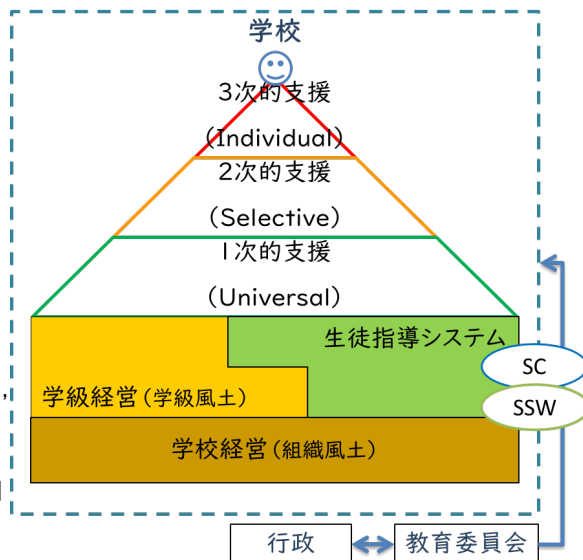 学校
3次的支援
(Individual)
2次的支援
(Selective)
1次的支援
(Universal)
生徒指導システム
SC
学級経営(学級風土)
SSW
学校経営(組織風土)
行政
教育委員会